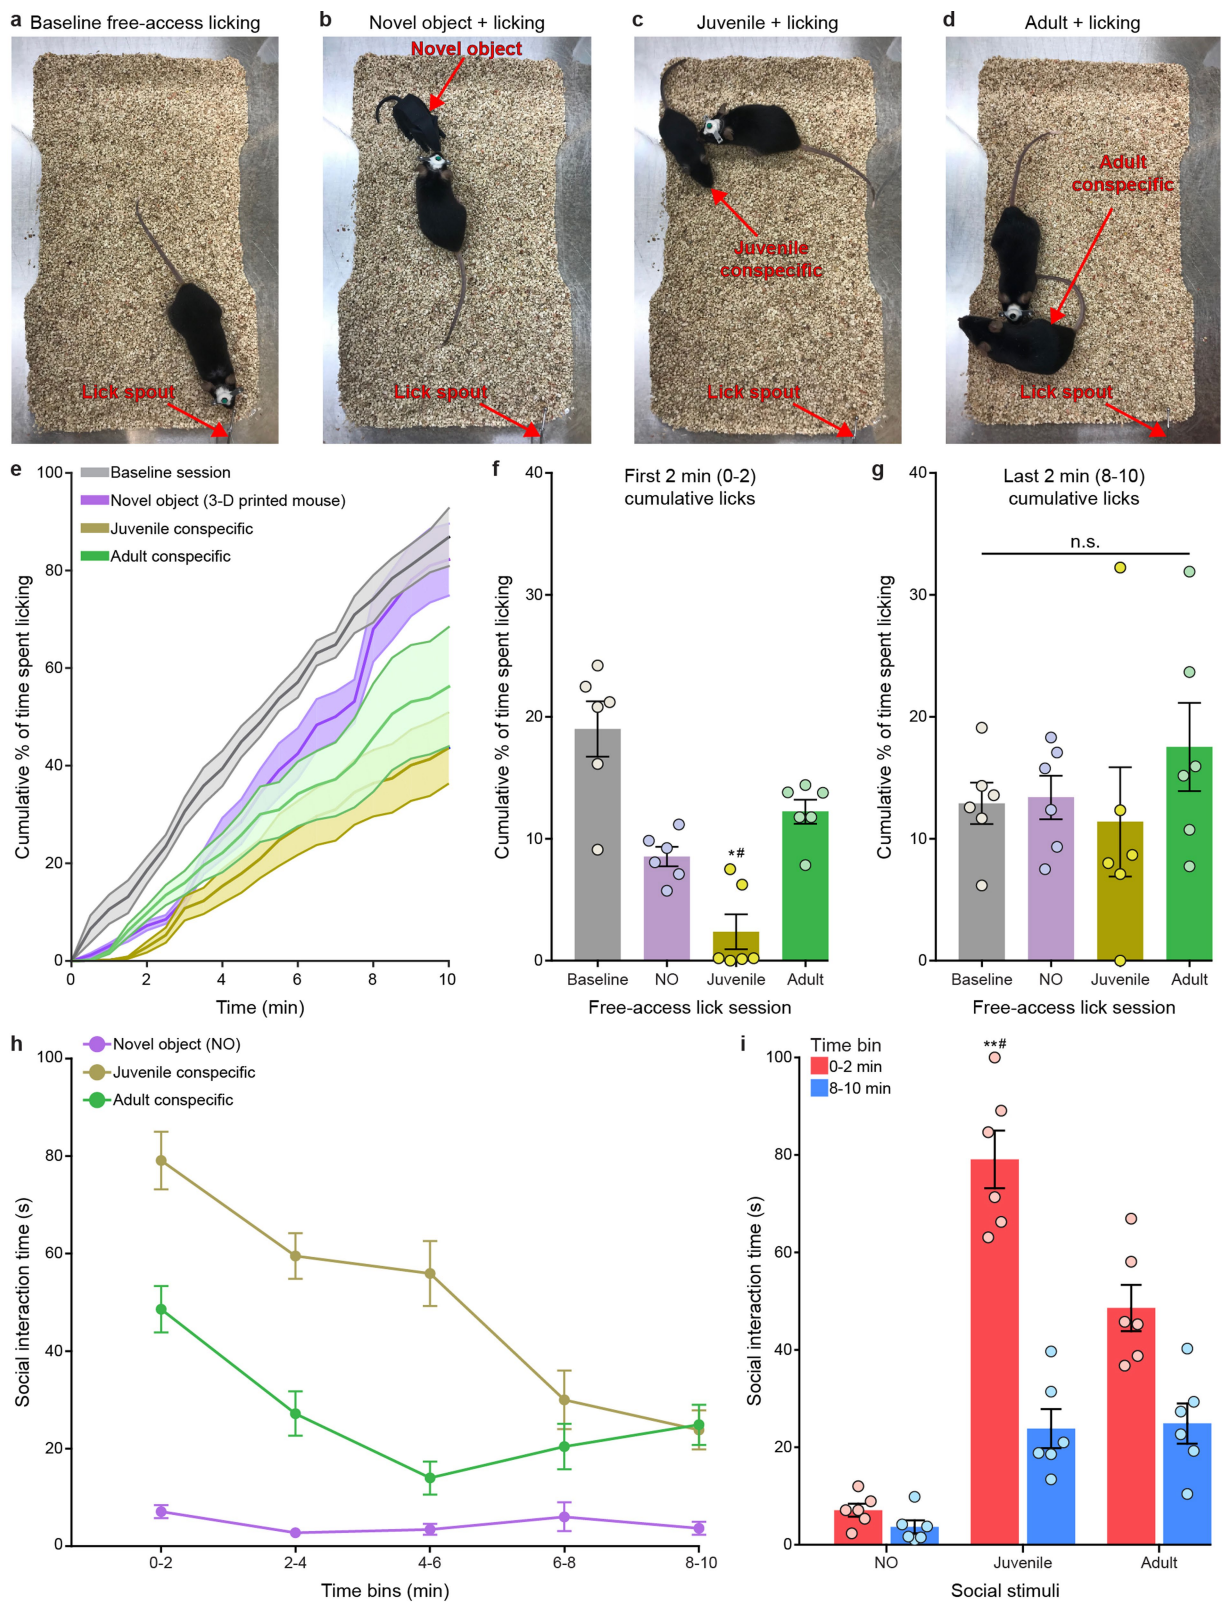 a Baseline free-access licking
b Novel object + licking
c Juvenile + licking
d Adult + licking
Novel object
Lick spout
Lick spout
Juvenile
conspecific
Lick spout
Adult
conspecific
Lick spout
e
Baseline session
Novel object (3-D printed mouse)
Juvenile conspecific
Adult conspecific
Cumulative % of time spent licking
100
80
60
40
20
0
0 2 4 6 8 10
Time (min)
f
First 2 min (0-2)
cumulative licks
Cumulative % of time spent licking
40
30
20
10
0
*#
Baseline NO Juvenile Adult
Free-access lick session
g
Last 2 min (8-10)
cumulative licks
n.s.
Cumulative % of time spent licking
40
30
20
10
0
Baseline NO Juvenile Adult
Free-access lick session
h
Novel object (NO)
Juvenile conspecific
Adult conspecific
Social interaction time (s)
100
80
60
40
20
0
0-2 2-4 4-6 6-8 8-10
Time bins (min)
i
Time bin
0-2 min
8-10 min
**#
Social interaction time (s)
100
80
60
40
20
0
NO Juvenile Adult
Social stimuli